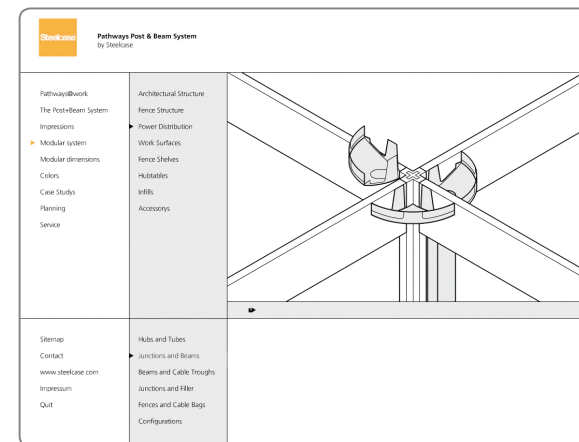 Steelcase
Pathways Post & Beam System
by Steelcase
Pathways@work
The Post+Beam System
Impressions
Modular system
Modular dimensions
Colors
Case Studys
Planning
Service
Architectural Structure
Fence Structure
Power Distribution
Work Surfaces
Fence Shelves
Hubtables
Infills
Accessorys
Sitemap
Contact
www.steelcase.com
Impressum
Quit
Hubs and Tubes
Junctions and Beams
Beams and Cable Troughs
Junctions and Filler
Fences and Cable Bags
Configurations